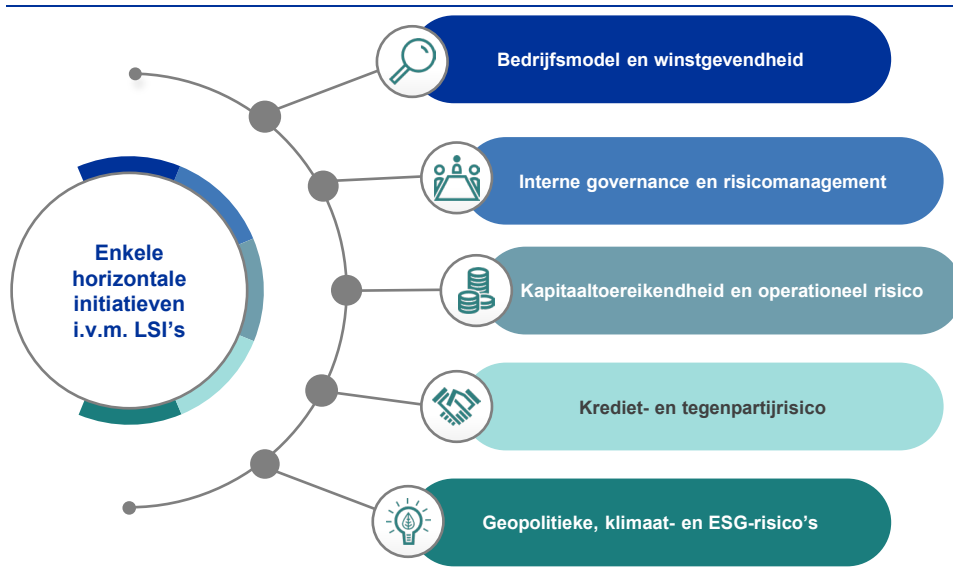 Enkele
horizontale
initiatieven
i.v.m. LSI’s
Bedrijfsmodel en winstgevendheid
Interne governance en risicomanagement
Kapitaaltoereikendheid en operationeel risico
Krediet- en tegenpartijrisico
Geopolitieke, klimaat- en ESG-risico’s